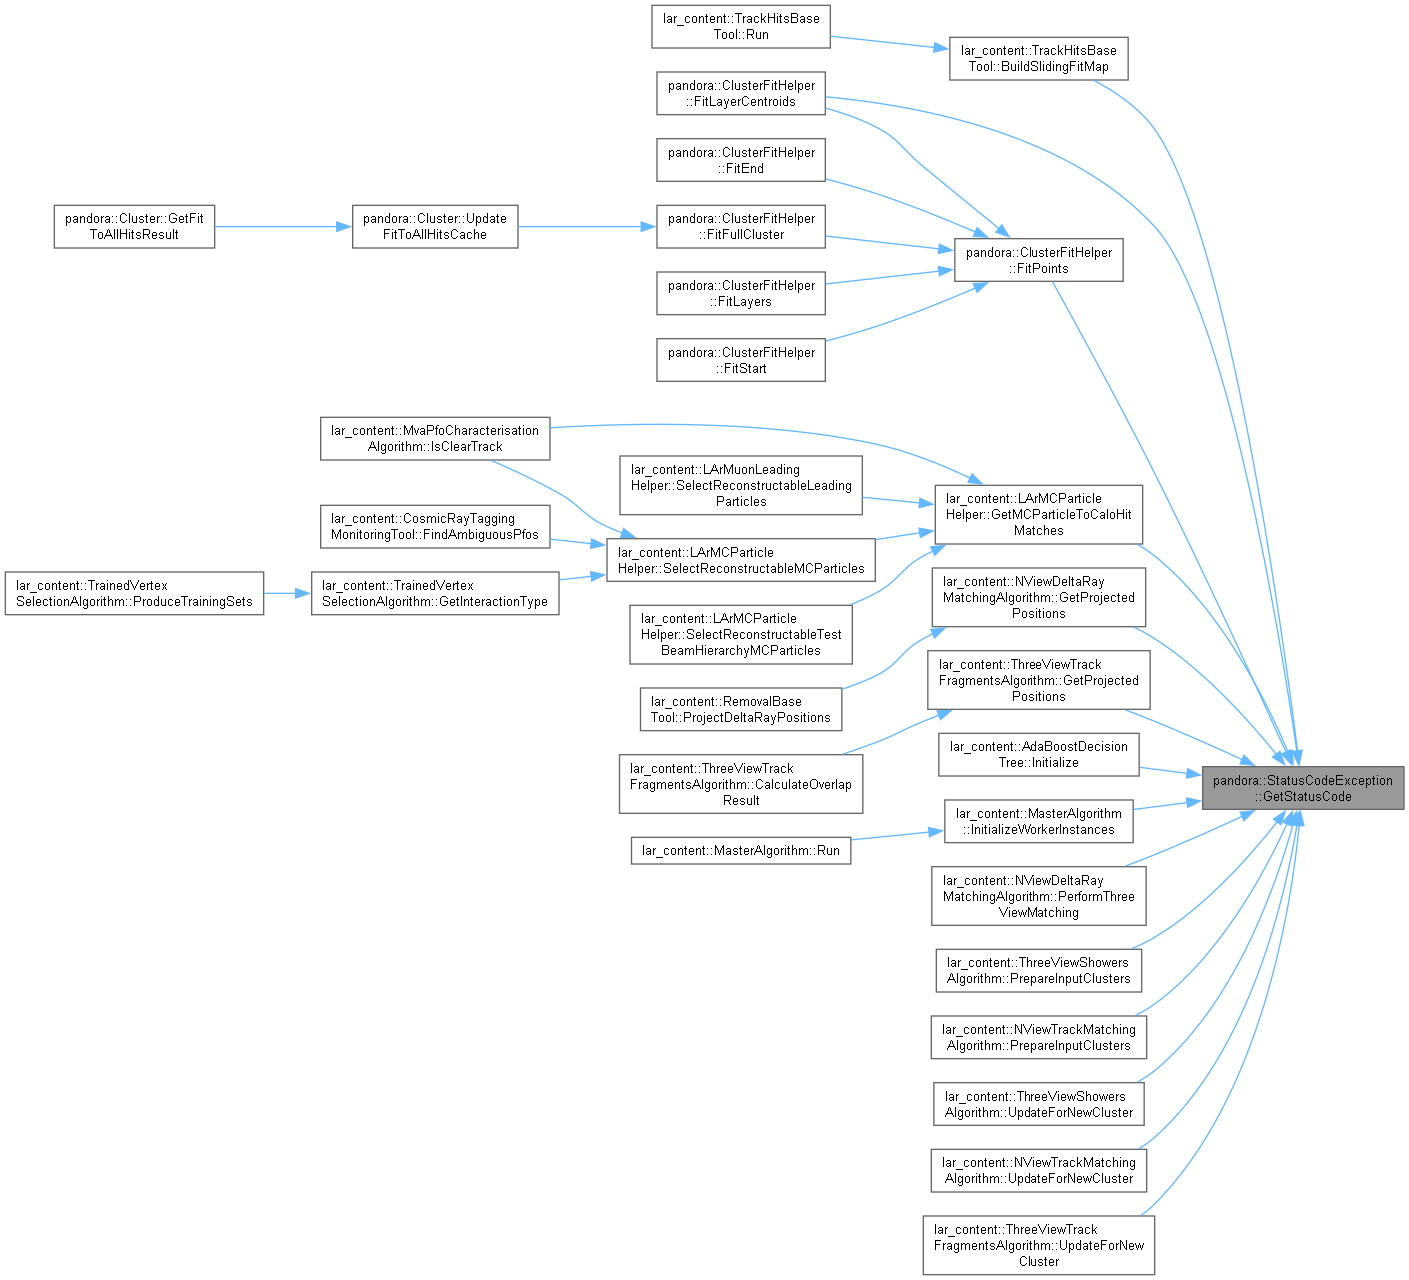 lar_content::TrackHitsBase
Tool::Run
lar_content::TrackHitsBase
Tool::BuildSlidingFitMap
pandora::ClusterFitHelper
::FitLayerCentroids
pandora::ClusterFitHelper
::FitEnd
pandora::Cluster::GetFit
ToAllHitsResult
pandora::Cluster::Update
FitToAllHitsCache
pandora::ClusterFitHelper
::FitFullCluster
pandora::ClusterFitHelper
::FitPoints
pandora::ClusterFitHelper
::FitLayers
pandora::ClusterFitHelper
::FitStart
lar_content::MvaPfoCharacterisation
Algorithm::IsClearTrack
lar_content::LArMuonLeading
Helper::SelectReconstructableLeading
Particles
lar_content::LArMCParticle
Helper::GetMCParticleToCaloHit
Matches
lar_content::CosmicRayTagging
MonitoringTool::FindAmbiguousPfos
lar_content::LArMCParticle
Helper::SelectReconstructableMCParticles
lar_content::TrainedVertex
SelectionAlgorithm::ProduceTrainingSets
lar_content::TrainedVertex
SelectionAlgorithm::GetInteractionType
lar_content::NViewDeltaRay
MatchingAlgorithm::GetProjected
Positions
lar_content::LArMCParticle
Helper::SelectReconstructableTest
BeamHierarchyMCParticles
lar_content::ThreeViewTrack
FragmentsAlgorithm::GetProjected
Positions
lar_content::RemovalBase
Tool::ProjectDeltaRayPositions
lar_content::AdaBoostDecision
Tree::Initialize
lar_content::ThreeViewTrack
FragmentsAlgorithm::CalculateOverlap
Result
pandora::StatusCodeException
::GetStatusCode
lar_content::MasterAlgorithm
::InitializeWorkerInstances
lar_content::MasterAlgorithm::Run
lar_content::NViewDeltaRay
MatchingAlgorithm::PerformThree
ViewMatching
lar_content::ThreeViewShowers
Algorithm::PrepareInputClusters
lar_content::NViewTrackMatching
Algorithm::PrepareInputClusters
lar_content::ThreeViewShowers
Algorithm::UpdateForNewCluster
lar_content::NViewTrackMatching
Algorithm::UpdateForNewCluster
lar_content::ThreeViewTrack
FragmentsAlgorithm::UpdateForNew
Cluster